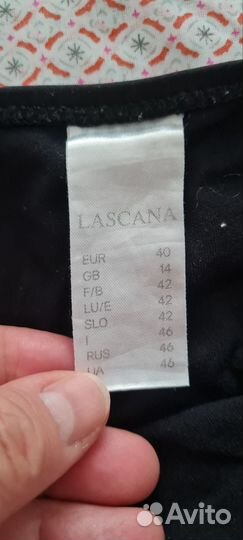 LASCANA
EUR 40
GB 14
F/B 42
LU/E 42
SLO 42
I 46
RUS 46
UA 46
Avito